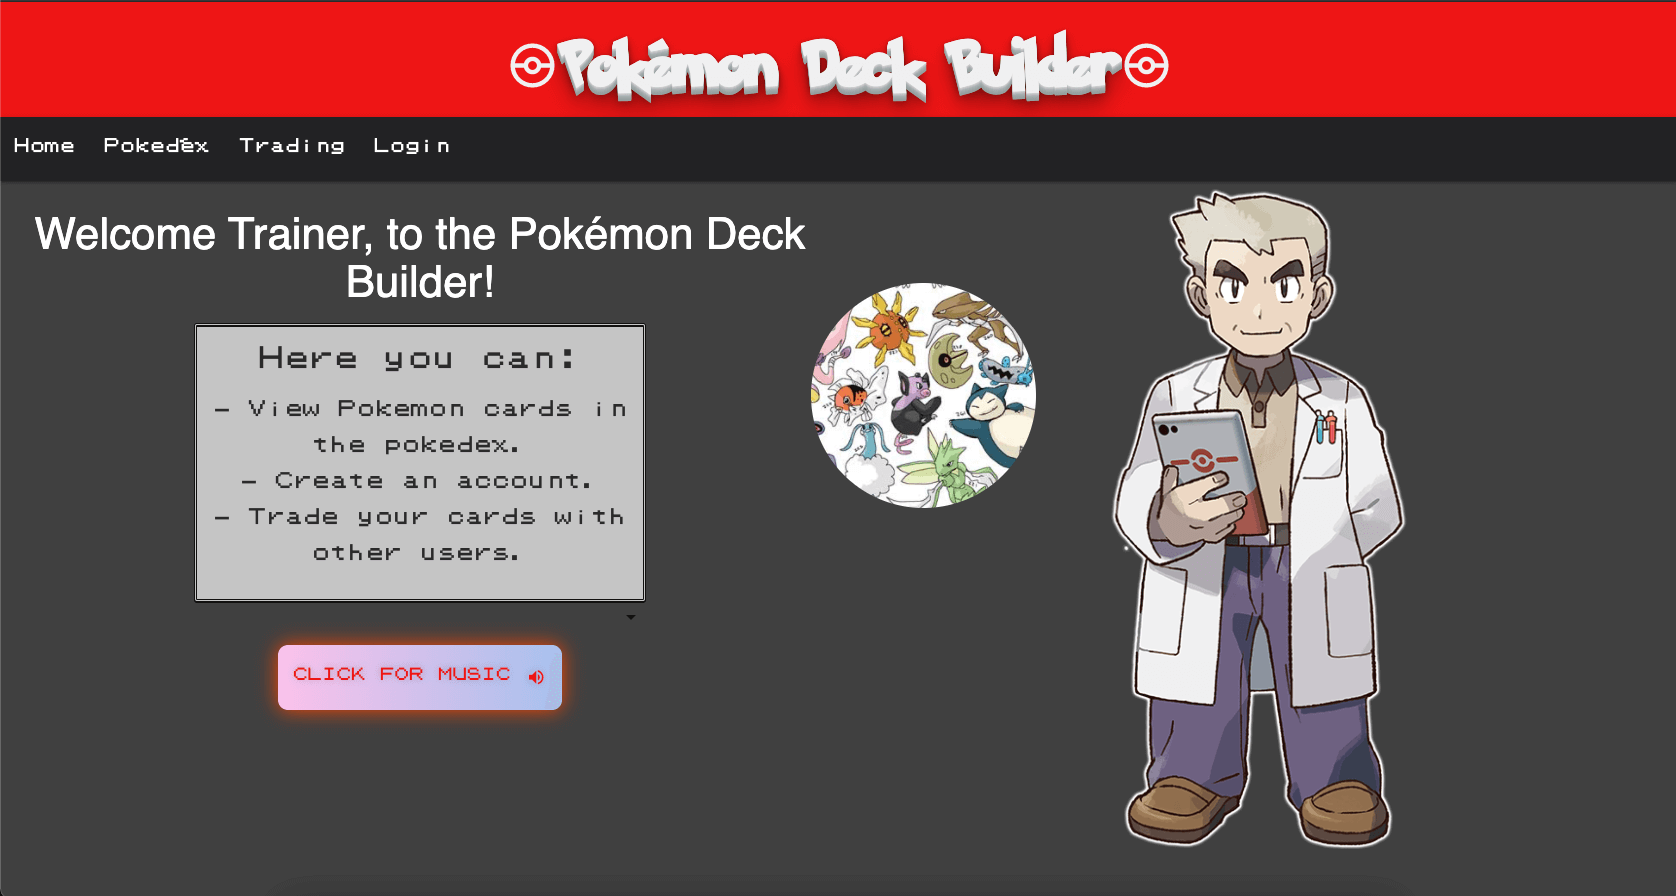 Pokémon Deck Builder
Home Pokedéx Trading Login
Welcome Trainer, to the Pokémon Deck
Builder!
Here you can:
- View Pokemon cards in
the pokedex.
- Create an account.
- Trade your cards with
other users.
CLICK FOR MUSIC